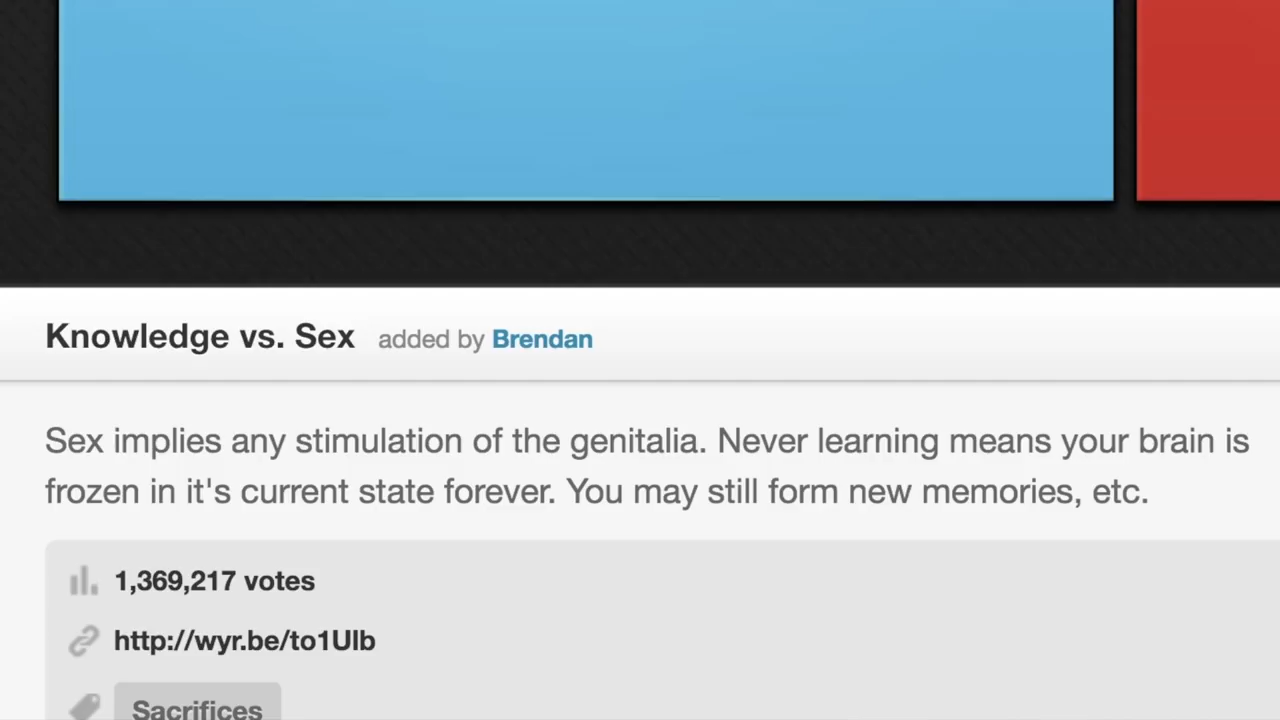 Knowledge vs. Sex added by Brendan
Sex implies any stimulation of the genitalia. Never learning means your brain is
frozen in it's current state forever. You may still form new memories, etc.
1,369,217 votes
http://wyr.be/to1UIb
Sacrifices